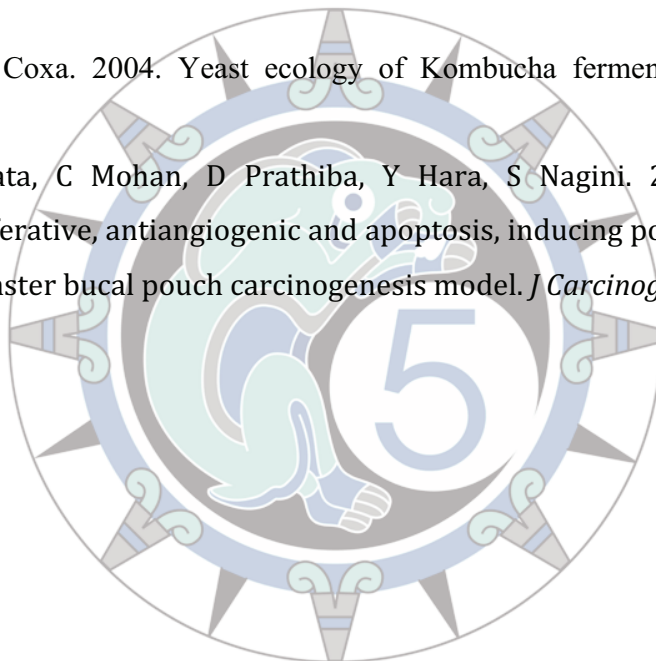 Coxa. 2004. Yeast ecology of Kombucha fermen
ata, C Mohan, D Prathiba, Y Hara, S Nagini. 2
ferative, antiangiogenic and apoptosis, inducing po
ster bucal pouch carcinogenesis model. J Carcinog
5